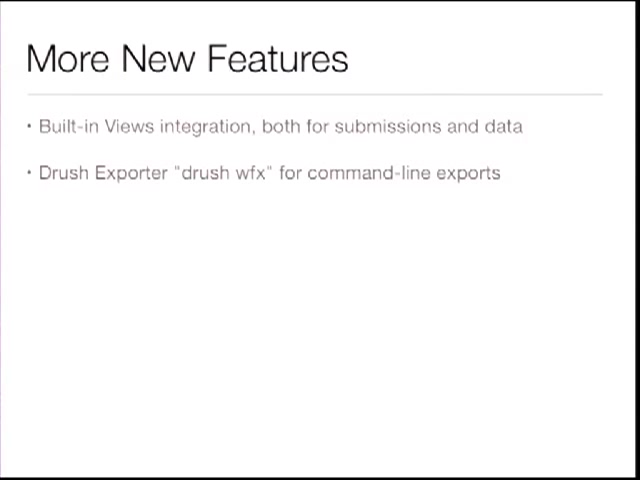 More New Features
• Built-in Views integration, both for submissions and data
• Drush Exporter "drush wfx" for command-line exports